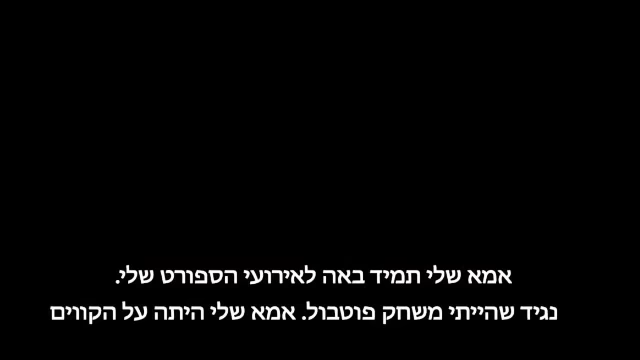 אמא שלי תמיד באה לאירועי הספורט שלי.
נגיד שהייתי משחק פוטבול. אמא שלי היתה על הקווים